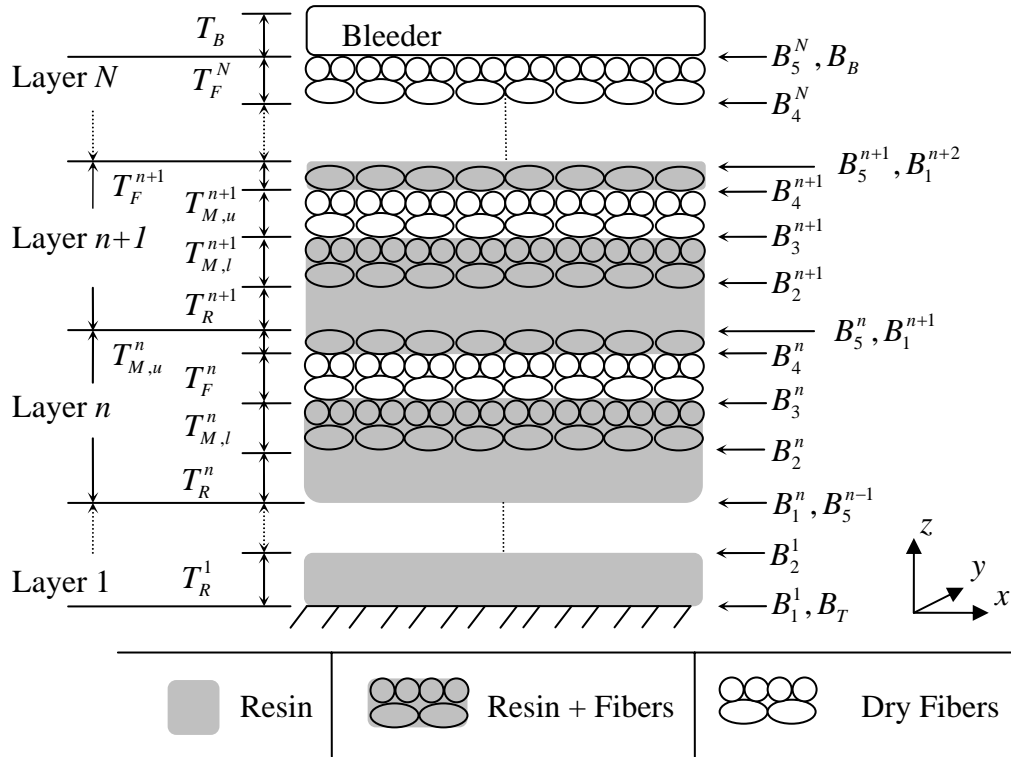 T_B
Bleeder
B_5^N , B_B
Layer N
T_F^N
B_4^N
B_5^{n+1} , B_1^{n+2}
T_F^{n+1}
B_4^{n+1}
T_{M,u}^{n+1}
Layer n+1
B_3^{n+1}
T_{M,l}^{n+1}
B_2^{n+1}
T_R^{n+1}
B_5^n , B_1^{n+1}
T_{M,u}^n
B_4^n
T_F^n
Layer n
B_3^n
T_{M,l}^n
B_2^n
T_R^n
B_1^n , B_5^{n-1}
z
B_2^1
y
Layer 1
T_R^1
x
B_1^1 , B_T
Resin
Resin + Fibers
Dry Fibers